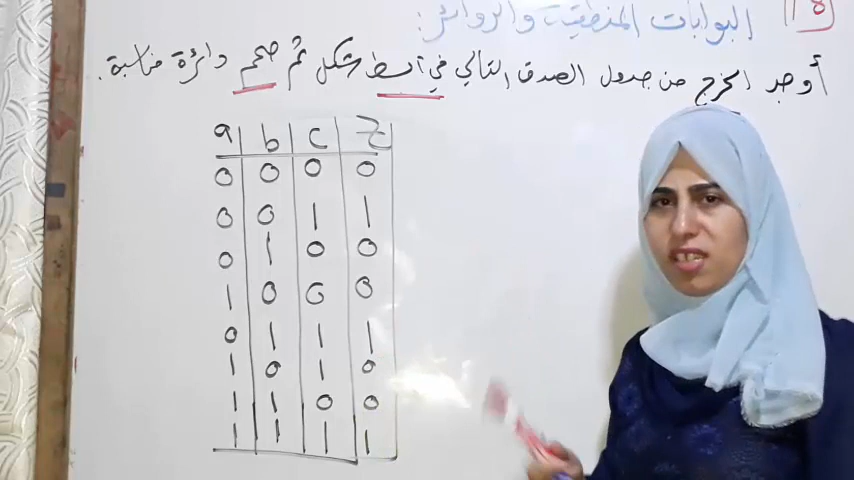 البوابات المنطقية والدوائر:
أوجد الخرج من جدول الصدق التالي في ابسط شكل ثم صمم دائرة مناسبة.
a b c Z
0 0 0 0
0 0 1 1
0 1 0 0
1 0 0 0
0 1 1 1
1 0 1 0
1 1 0 0
1 1 1 1